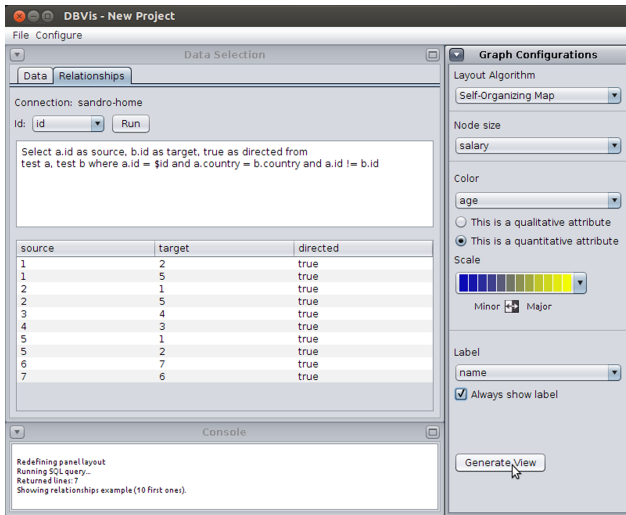 DBVis - New Project
File Configure
Data Selection
Data Relationships
Connection: sandro-home
Id: id Run
Select a.id as source, b.id as target, true as directed from
test a, test b where a.id = $id and a.country = b.country and a.id != b.id
source target directed
1 2 true
1 5 true
2 1 true
2 5 true
3 4 true
4 3 true
5 1 true
5 2 true
6 7 true
7 6 true
Console
Redefining panel layout
Running SQL query...
Returned lines: 7
Showing relationships example (10 first ones).
Graph Configurations
Layout Algorithm
Self-Organizing Map
Node size
salary
Color
age
This is a qualitative attribute
This is a quantitative attribute
Scale
Minor Major
Label
name
Always show label
Generate View